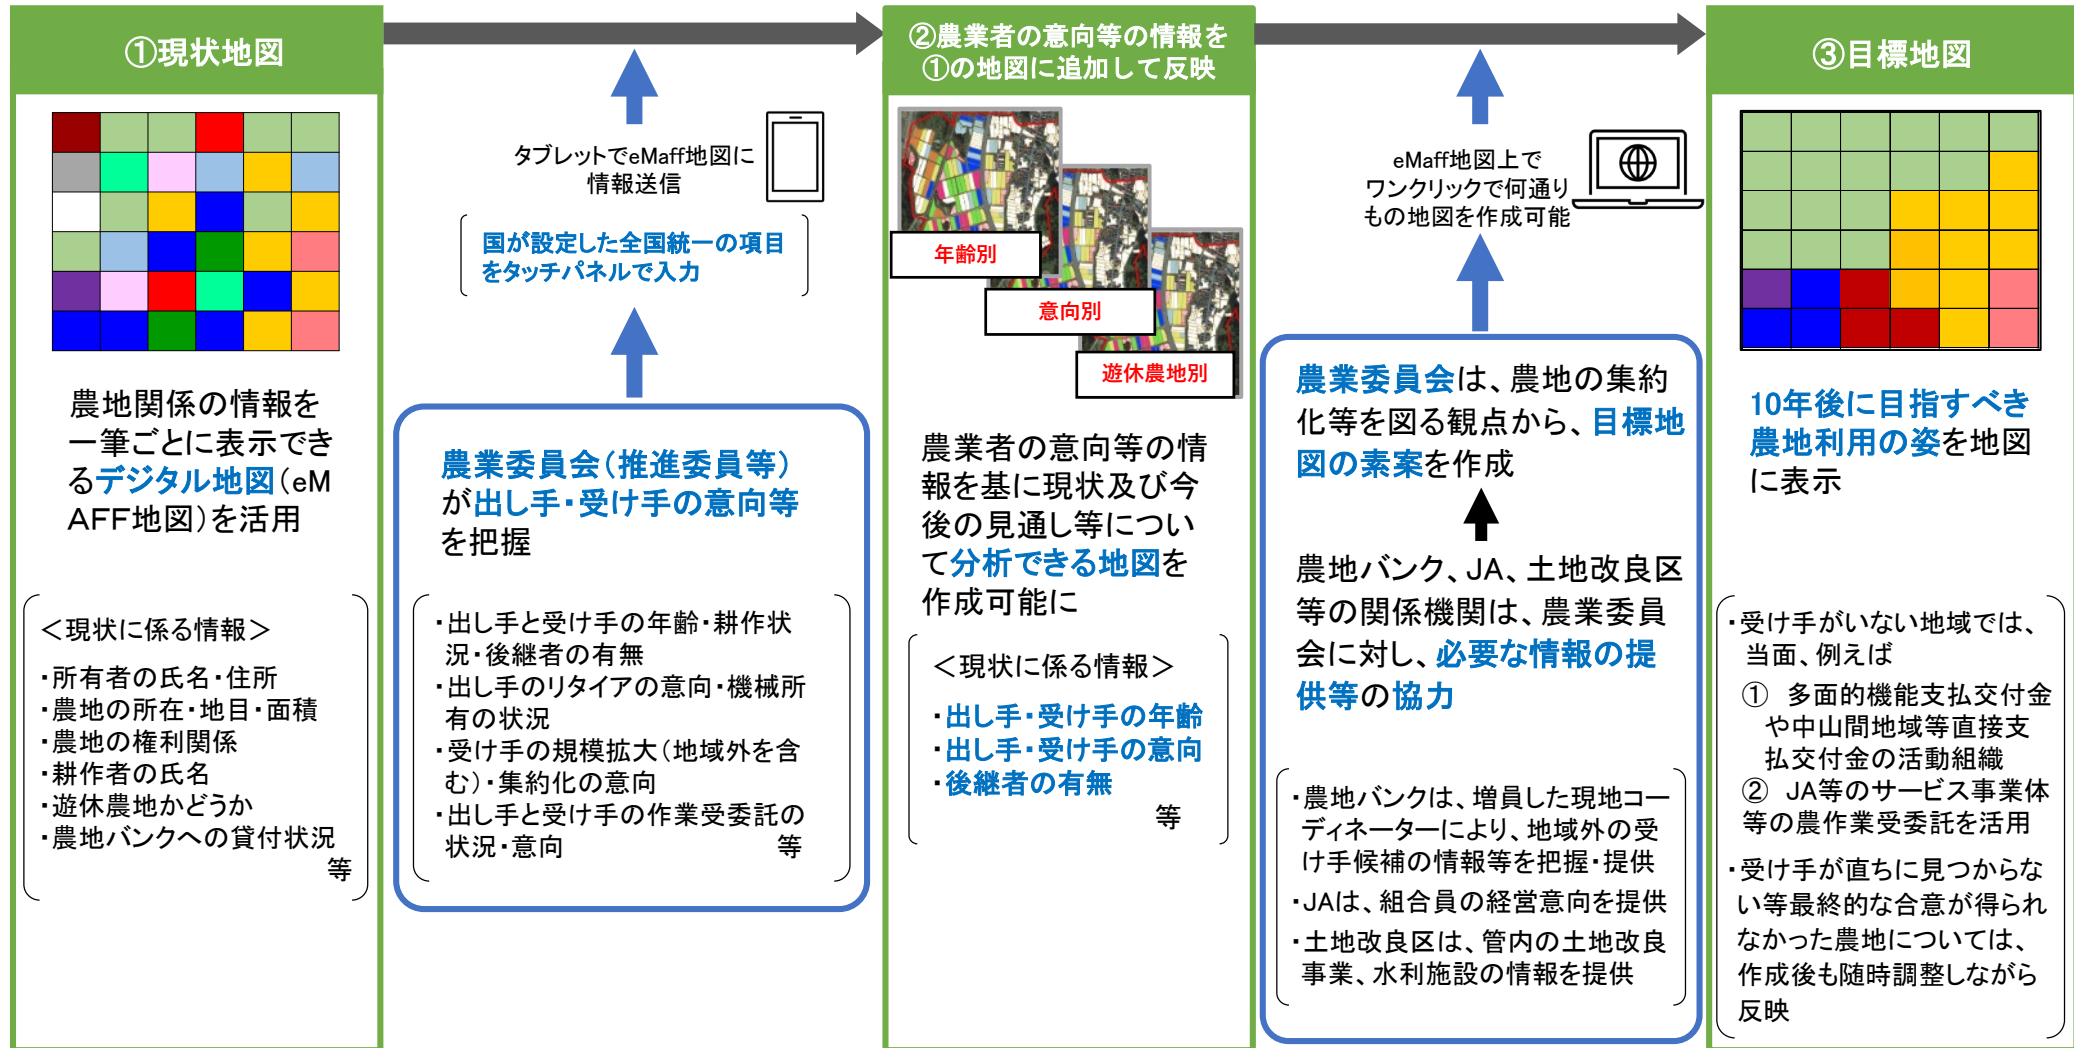 ①現状地図
農地関係の情報を
一筆ごとに表示でき
るデジタル地図(eM
AFF地図)を活用
＜現状に係る情報＞
・所有者の氏名・住所
・農地の所在・地目・面積
・農地の権利関係
・耕作者の氏名
・遊休農地かどうか
・農地バンクへの貸付状況
等
タブレットでeMaff地図に
情報送信
国が設定した全国統一の項目
をタッチパネルで入力
農業委員会(推進委員等)
が出し手・受け手の意向等
を把握
・出し手と受け手の年齢・耕作状
況・後継者の有無
・出し手のリタイアの意向・機械所
有の状況
・受け手の規模拡大(地域外を含
む)・集約化の意向
・出し手と受け手の作業受委託の
状況・意向 等
②農業者の意向等の情報を
①の地図に追加して反映
年齢別
意向別
遊休農地別
農業者の意向等の情
報を基に現状及び今
後の見通し等につい
て分析できる地図を
作成可能に
＜現状に係る情報＞
・出し手・受け手の年齢
・出し手・受け手の意向
・後継者の有無
等
eMaff地図上で
ワンクリックで何通り
もの地図を作成可能
農業委員会は、農地の集約
化等を図る観点から、目標地
図の素案を作成
農地バンク、JA、土地改良区
等の関係機関は、農業委員
会に対し、必要な情報の提
供等の協力
・農地バンクは、増員した現地コー
ディネーターにより、地域外の受
け手候補の情報等を把握・提供
・JAは、組合員の経営意向を提供
・土地改良区は、管内の土地改良
事業、水利施設の情報を提供
③目標地図
10年後に目指すべき
農地利用の姿を地図
に表示
・受け手がいない地域では、
当面、例えば
① 多面的機能支払交付金
や中山間地域等直接支
払交付金の活動組織
② JA等のサービス事業体
等の農作業受委託を活用
・受け手が直ちに見つからな
い等最終的な合意が得られ
なかった農地については、
作成後も随時調整しながら
反映